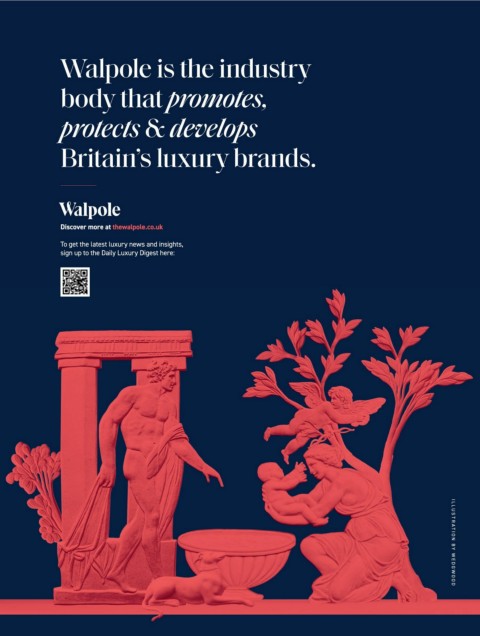 Walpole is the industry
body that promotes,
protects & develops
Britain's luxury brands.
Walpole
Discover more at thewalpole.co.uk
To get the latest luxury news and insights,
sign up to the Daily Luxury Digest here:
ILLUSTRATION BY WEDGWOOD